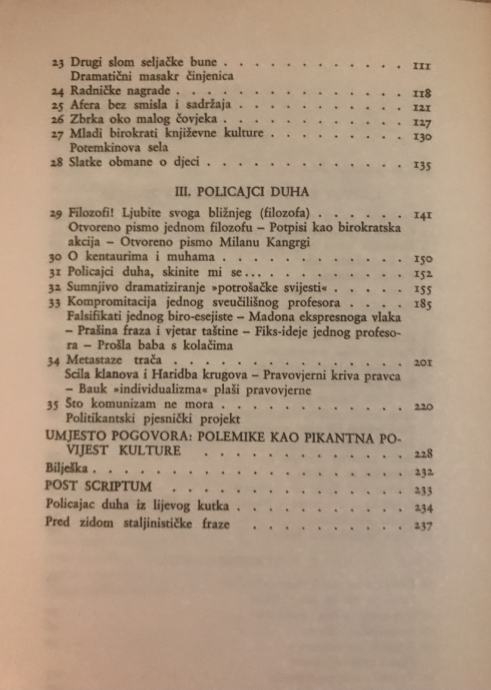 23 Drugi slom seljačke bune . . . . . . . . . . . . 111
Dramatični masakr činjenica
24 Radničke nagrade . . . . . . . . . . . . . . . . 118
25 Afera bez smisla i sadržaja . . . . . . . . . . . . 121
26 Zbrka oko malog čovjeka . . . . . . . . . . . . . 127
27 Mladi birokrati književne kulture . . . . . . . . . 130
Potemkinova sela
28 Slatke obmane o djeci . . . . . . . . . . . . . . 135
III. POLICAJCI DUHA
29 Filozofi! Ljubite svoga bližnjeg (filozofa) . . . . . . 141
Otvoreno pismo jednom filozofu – Potpisi kao birokratska
akcija – Otvoreno pismo Milanu Kangrgi
30 O kentaurima i muhama . . . . . . . . . . . . . 150
31 Policajci duha, skinite mi se... . . . . . . . . . . . 152
32 Sumnjivo dramatiziranje »potrošačke svijesti« . . . . . 155
33 Kompromitacija jednog sveučilišnog profesora . . . . . 185
Falsifikati jednog biro-esejiste – Madona ekspresnoga vlaka
– Prašina fraza i vjetar taštine – Fiks-ideje jednog profeso-
ra – Prošla baba s kolačima
34 Metastaze trača . . . . . . . . . . . . . . . . . 201
Scila klanova i Haridba krugova – Pravovjerni kriva pravca
– Bauk »individualizma« plaši pravovjerne
35 Što komunizam ne mora . . . . . . . . . . . . . 220
Politikantski pjesnički projekt
UMJESTO POGOVORA: POLEMIKE KAO PIKANTNA PO-
VIJEST KULTURE . . . . . . . . . . . . . . 228
Bilješka . . . . . . . . . . . . . . . . . . . . . 232
POST SCRIPTUM . . . . . . . . . . . . . . . . 233
Policajac duha iz lijevog kutka . . . . . . . . . . . . 234
Pred zidom staljinističke fraze . . . . . . . . . . . 237